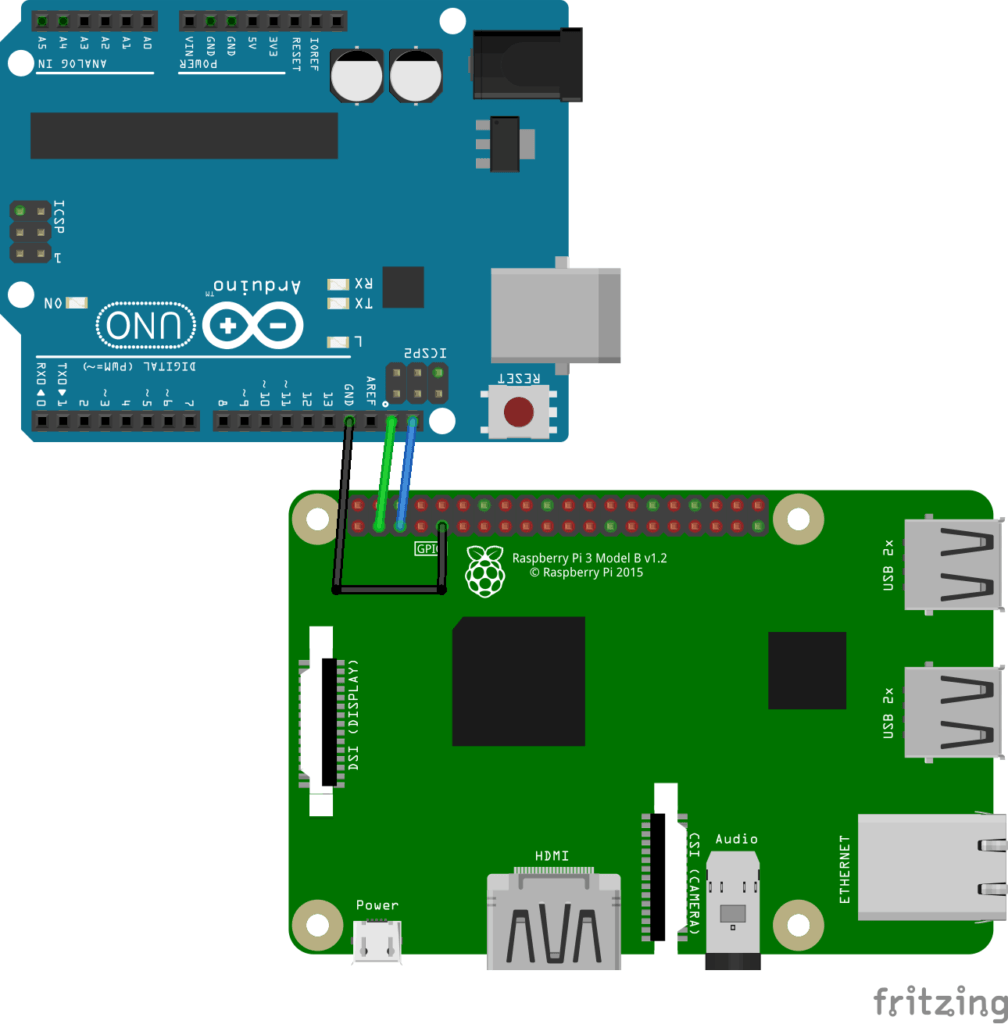 A5 A4 A3 A2 A1 A0 VIN GND GND 5V 3V3 RESET IOREF
ANALOG IN POWER
ICSP
1
Arduino™
RX
ON
UNO
TX
L
ICSP2
DIGITAL (PWM=~)
RX0◄0 TX0►1 2 ~3 4 ~5 ~6 7 8 ~9 ~10 ~11 12 13 GND AREF
RESET
GPIO
Raspberry Pi 3 Model B v1.2
© Raspberry Pi 2015
USB 2x
DSI (DISPLAY)
USB 2x
Audio
CSI (CAMERA)
ETHERNET
HDMI
Power
fritzing